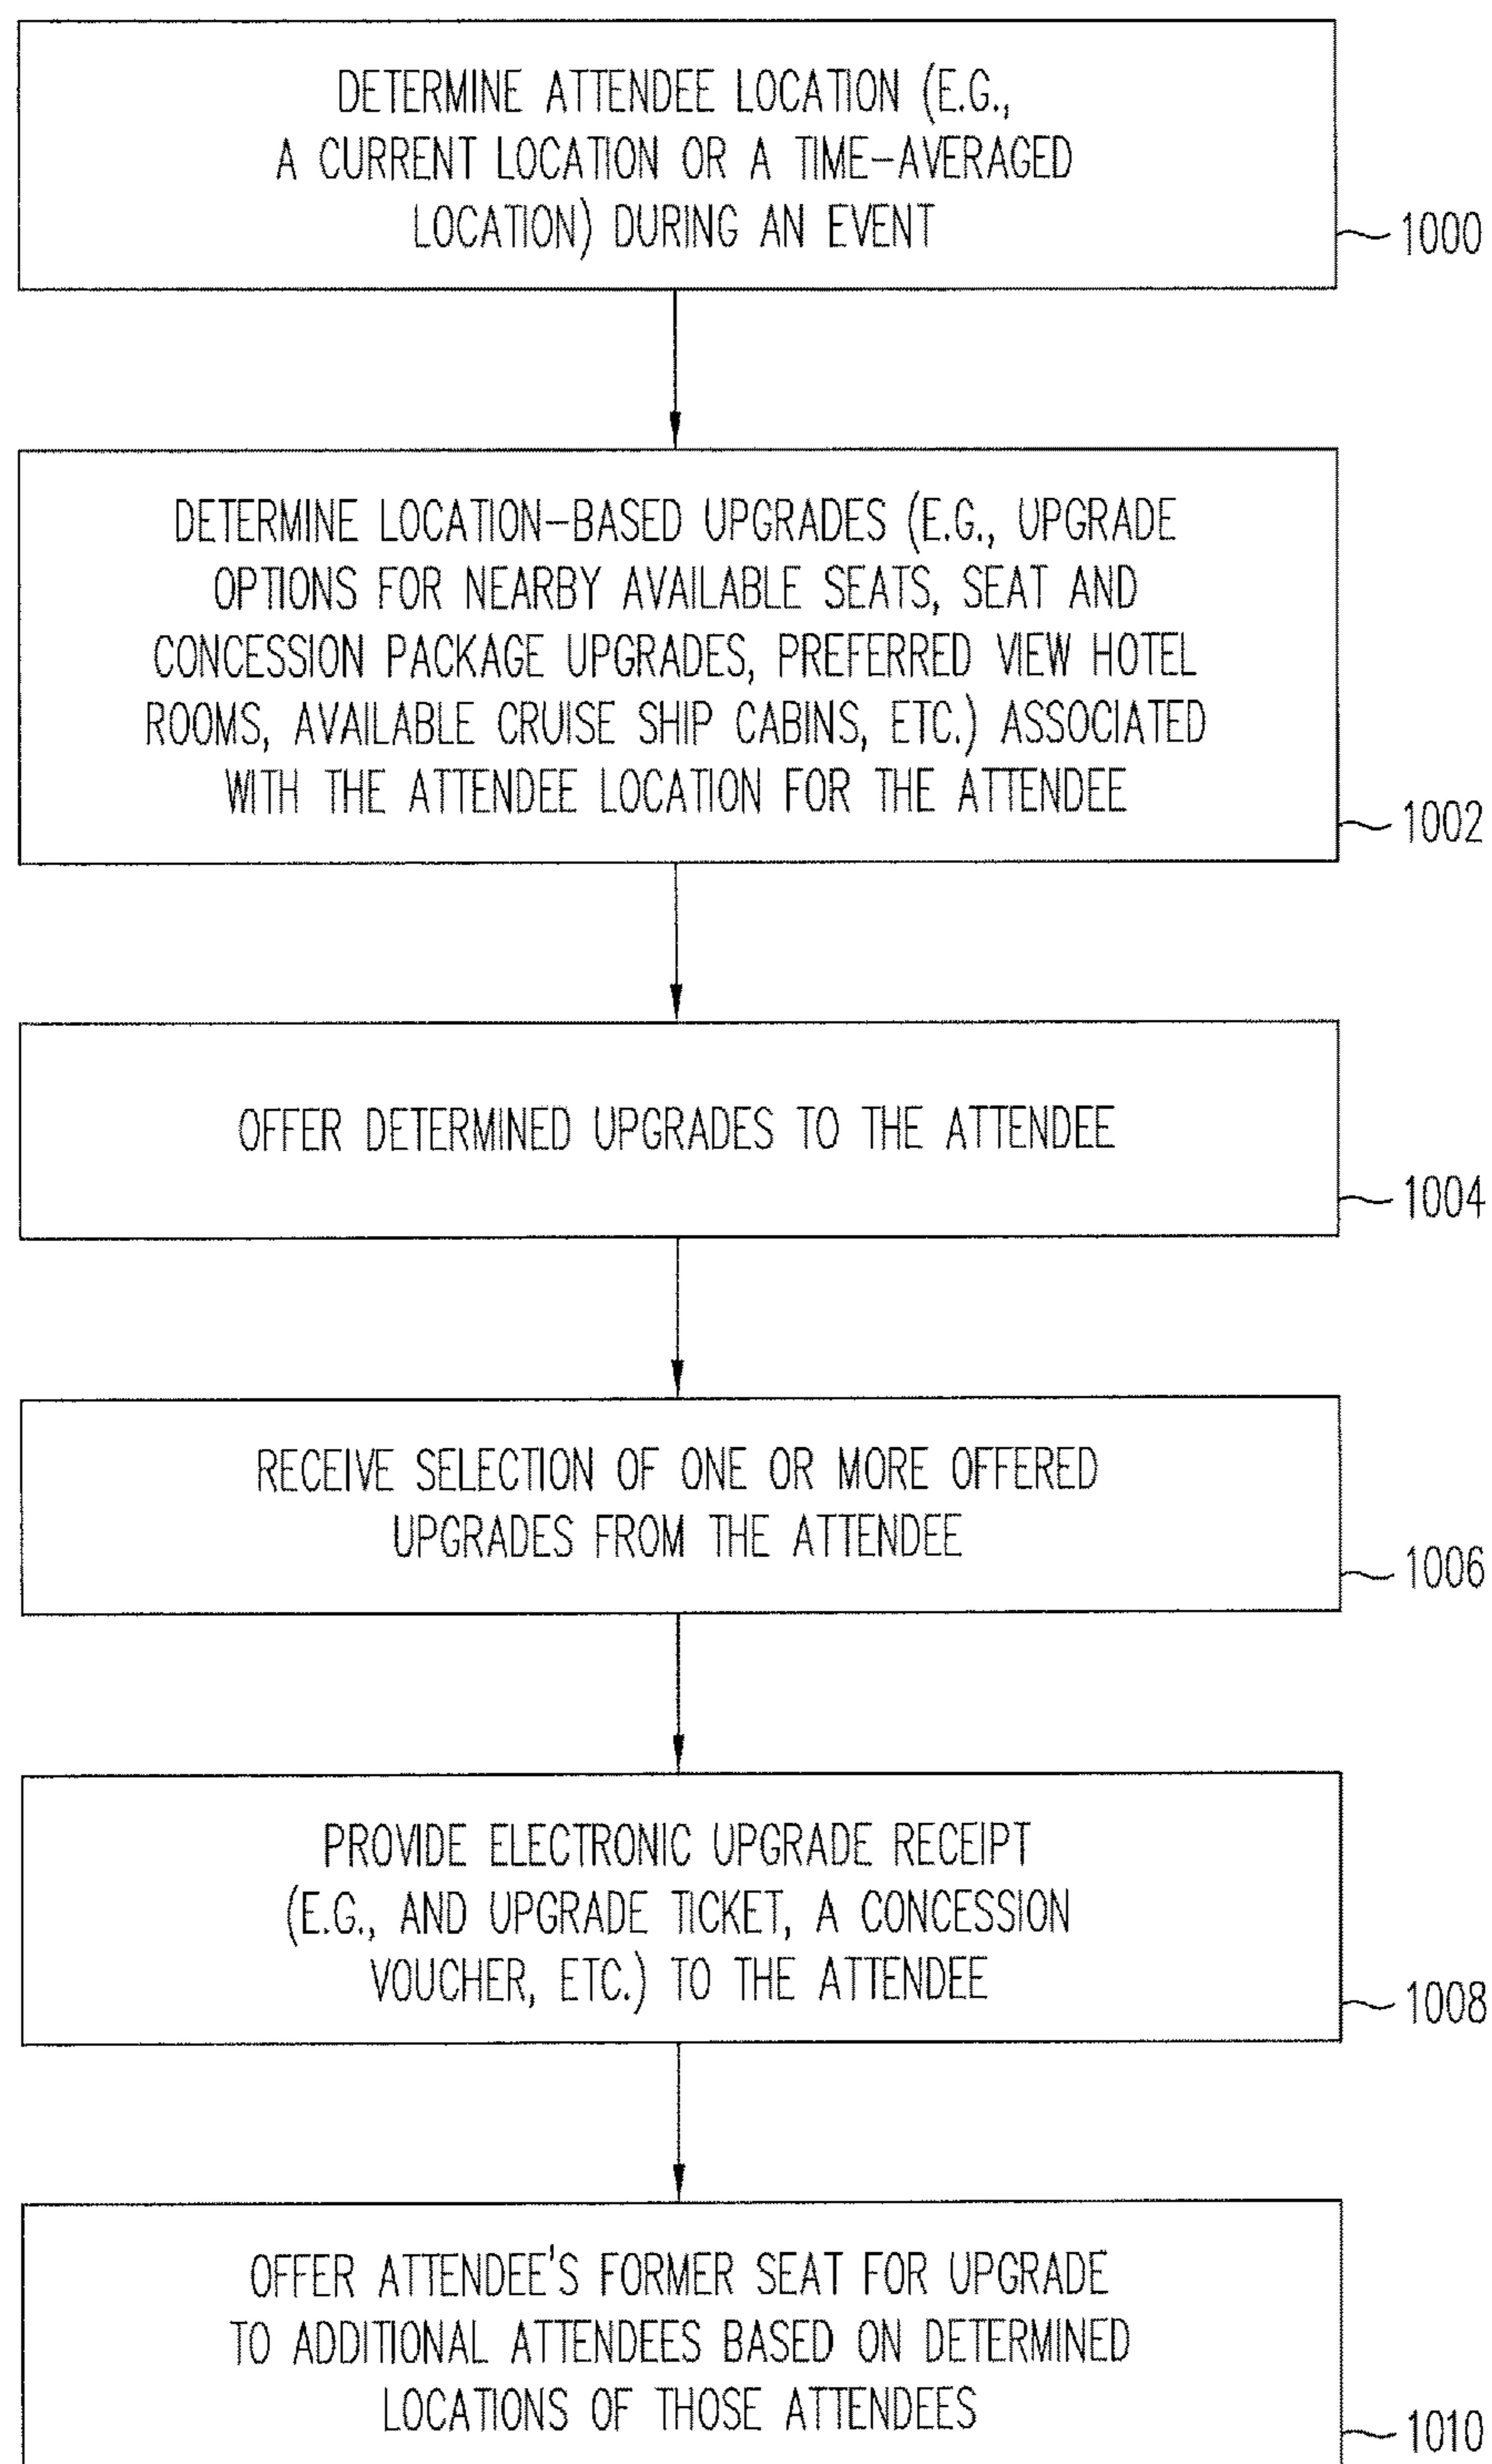 DETERMINE ATTENDEE LOCATION (E.G.,
A CURRENT LOCATION OR A TIME-AVERAGED
LOCATION) DURING AN EVENT
1000
DETERMINE LOCATION-BASED UPGRADES (E.G., UPGRADE
OPTIONS FOR NEARBY AVAILABLE SEATS, SEAT AND
CONCESSION PACKAGE UPGRADES, PREFERRED VIEW HOTEL
ROOMS, AVAILABLE CRUISE SHIP CABINS, ETC.) ASSOCIATED
WITH THE ATTENDEE LOCATION FOR THE ATTENDEE
1002
OFFER DETERMINED UPGRADES TO THE ATTENDEE
1004
RECEIVE SELECTION OF ONE OR MORE OFFERED
UPGRADES FROM THE ATTENDEE
1006
PROVIDE ELECTRONIC UPGRADE RECEIPT
(E.G., AND UPGRADE TICKET, A CONCESSION
VOUCHER, ETC.) TO THE ATTENDEE
1008
OFFER ATTENDEE'S FORMER SEAT FOR UPGRADE
TO ADDITIONAL ATTENDEES BASED ON DETERMINED
LOCATIONS OF THOSE ATTENDEES
1010